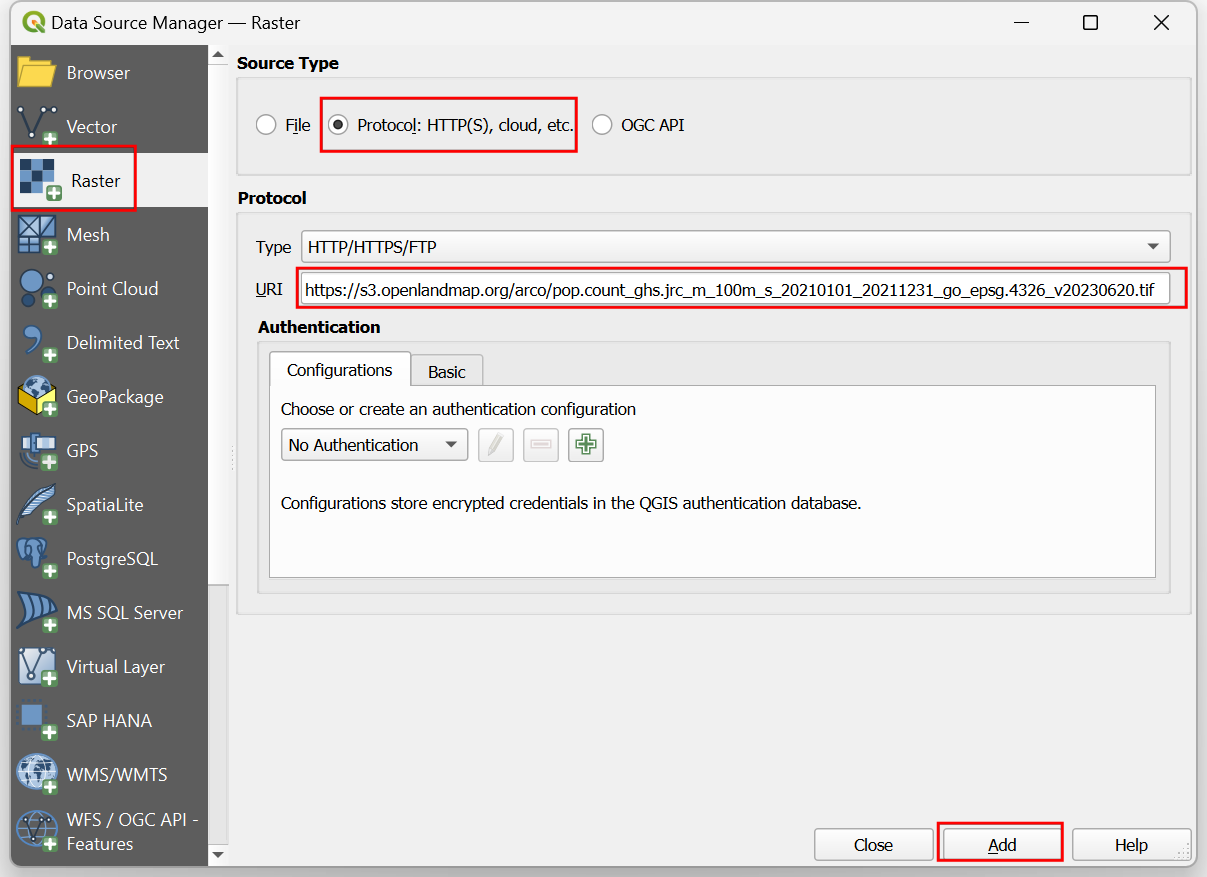 Data Source Manager — Raster
Browser
Vector
Raster
Mesh
Point Cloud
Delimited Text
GeoPackage
GPS
SpatiaLite
PostgreSQL
MS SQL Server
Virtual Layer
SAP HANA
WMS/WMTS
WFS / OGC API -
Features
Source Type
File
Protocol: HTTP(S), cloud, etc.
OGC API
Protocol
Type HTTP/HTTPS/FTP
URI https://s3.openlandmap.org/arco/pop.count_ghs.jrc_m_100m_s_20210101_20211231_go_epsg.4326_v20230620.tif
Authentication
Configurations
Basic
Choose or create an authentication configuration
No Authentication
Configurations store encrypted credentials in the QGIS authentication database.
Close
Add
Help